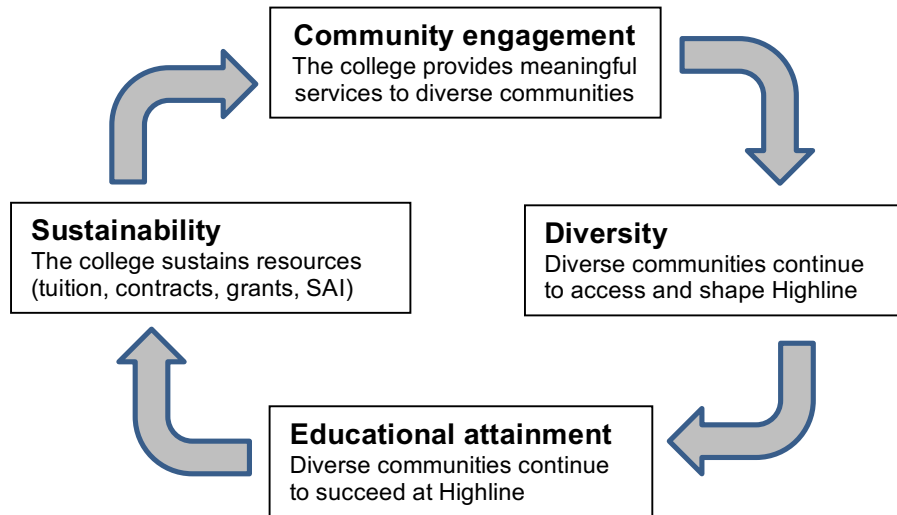 Community engagement
The college provides meaningful
services to diverse communities
Sustainability
The college sustains resources
(tuition, contracts, grants, SAI)
Diversity
Diverse communities continue
to access and shape Highline
Educational attainment
Diverse communities continue
to succeed at Highline